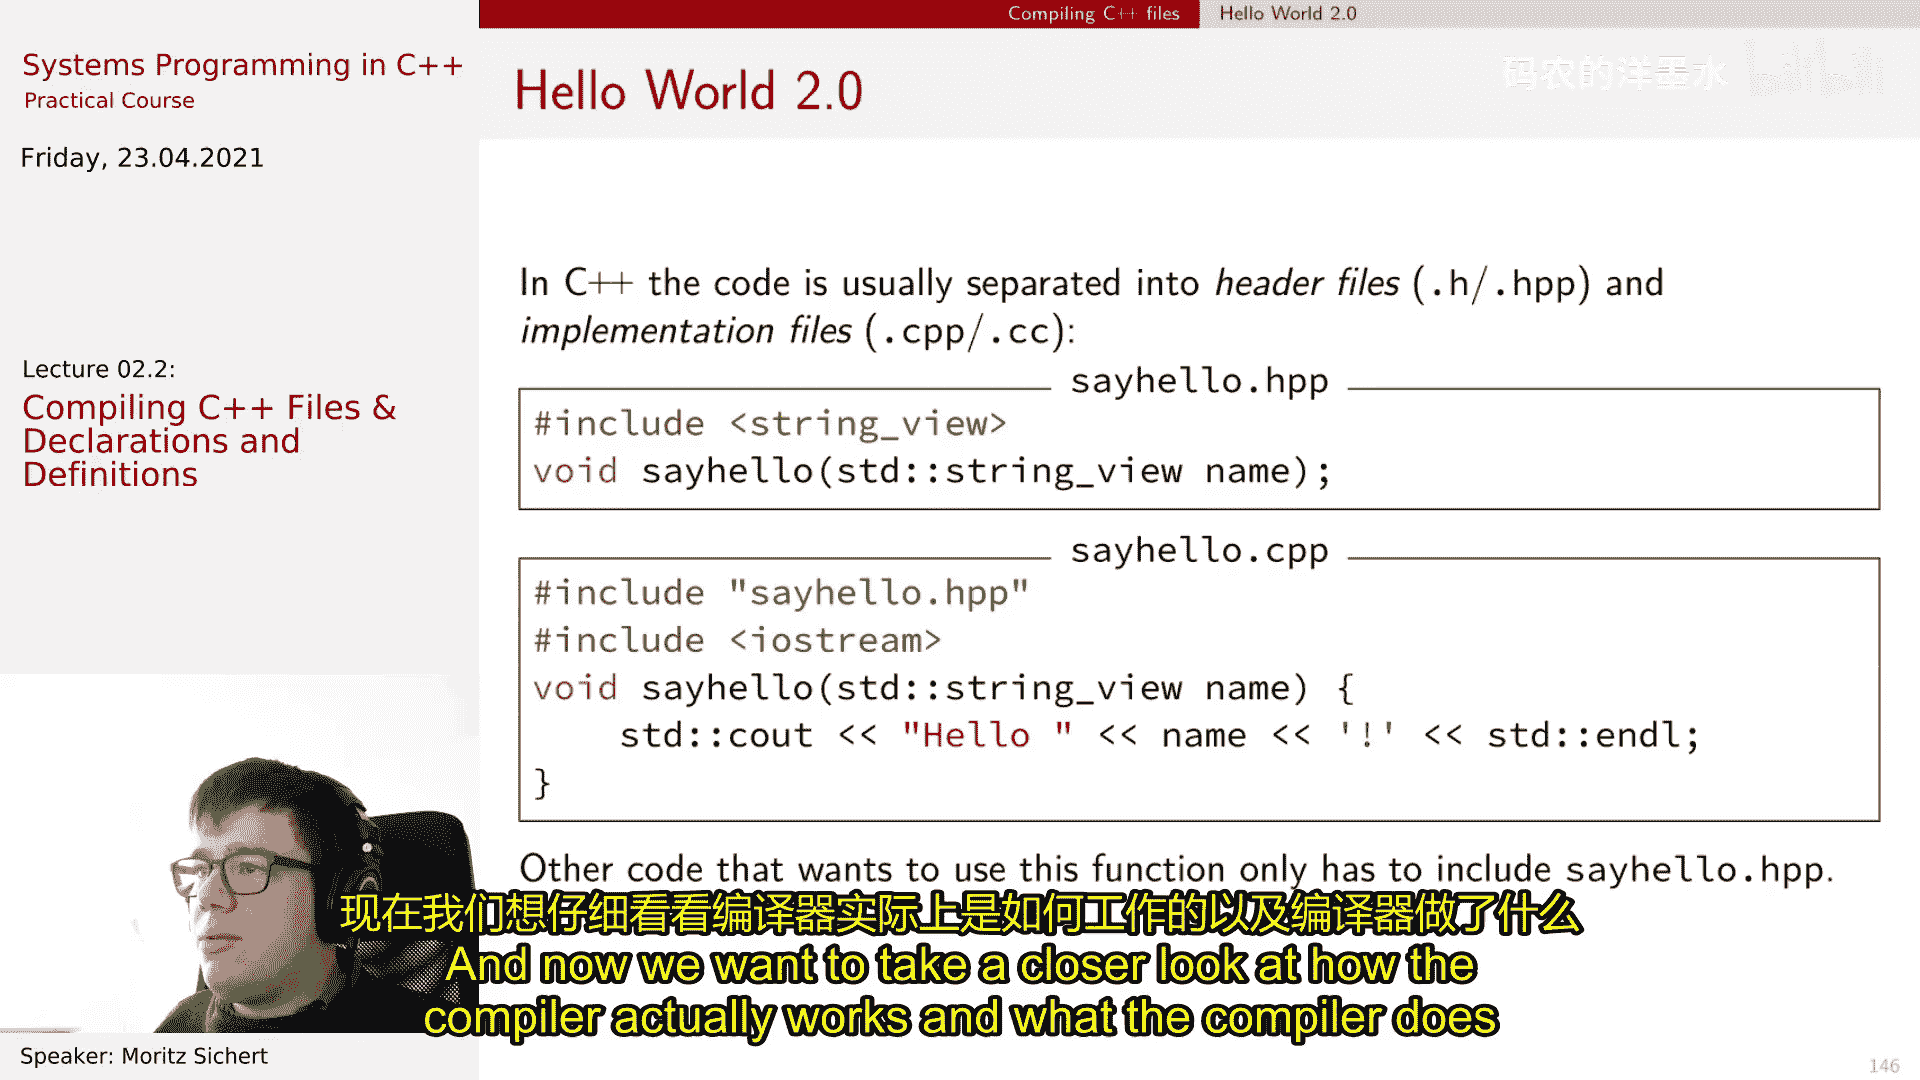 Compiling C++ files
Hello World 2.0
Systems Programming in C++
Practical Course
Friday, 23.04.2021
Hello World 2.0
码农的洋墨水
bilibili
In C++ the code is usually separated into header files (.h/.hpp) and
implementation files (.cpp/.cc):
sayhello.hpp
#include <string_view>
void sayhello(std::string_view name);
Lecture 02.2:
Compiling C++ Files &
Declarations and
Definitions
sayhello.cpp
#include "sayhello.hpp"
#include <iostream>
void sayhello(std::string_view name) {
    std::cout << "Hello " << name << '!' << std::endl;
}
Other code that wants to use this function only has to include sayhello.hpp.
现在我们想仔细看看编译器实际上是如何工作的以及编译器做了什么
And now we want to take a closer look at how the
compiler actually works and what the compiler does
Speaker: Moritz Sichert
146